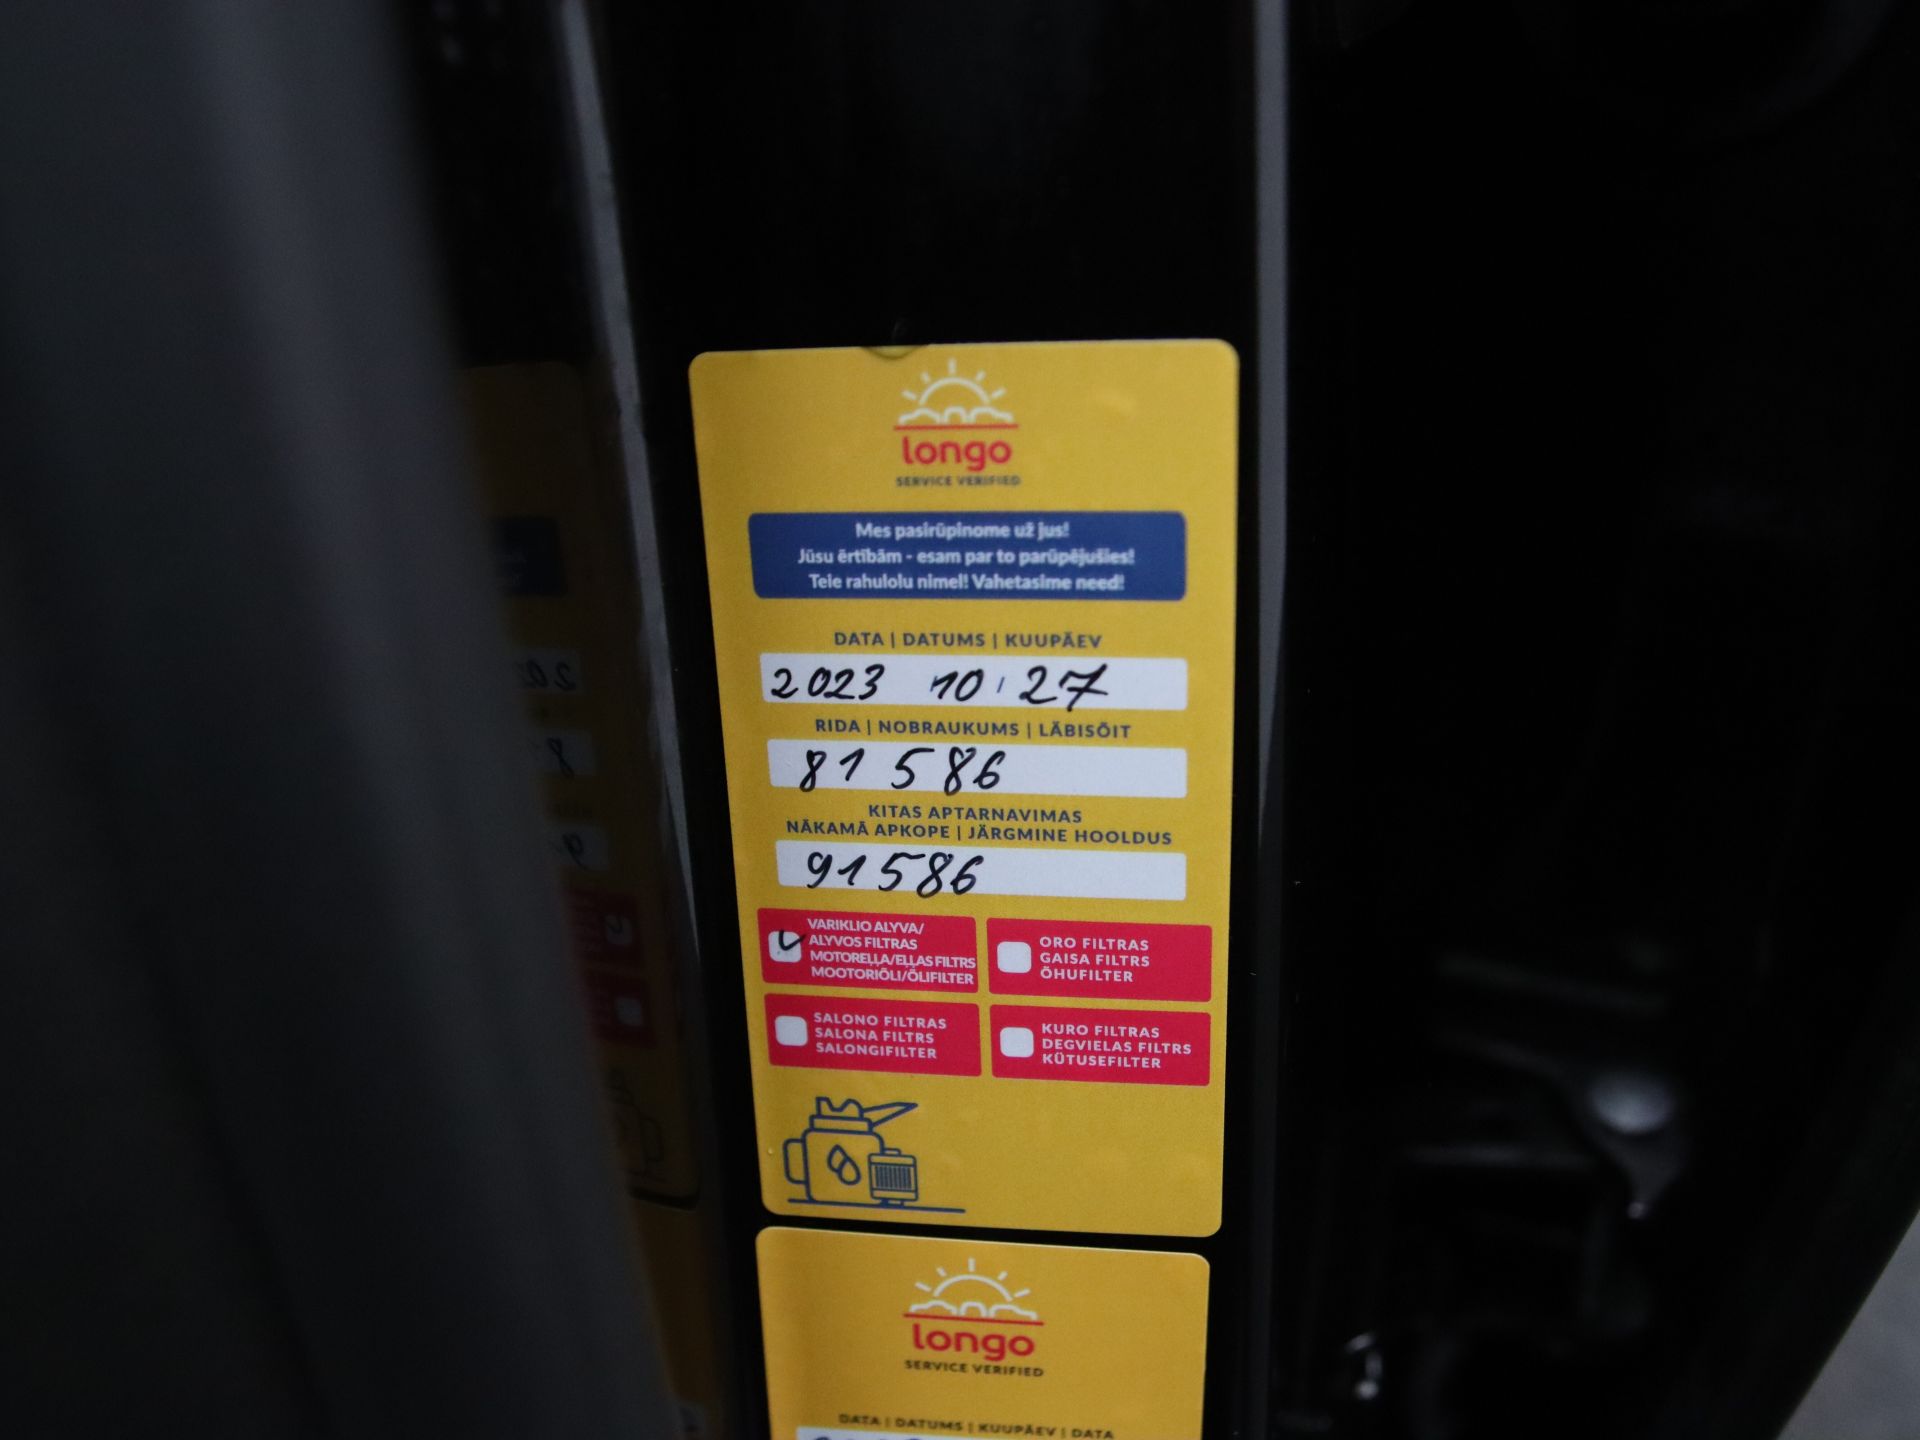 longo
SERVICE VERIFIED
Mes pasirūpinome už jus!
Jūsu ērtībām - esam par to parūpējušies!
Teie rahulolu nimel! Vahetasime need!
DATA | DATUMS | KUUPÄEV
2023 10 27
RIDA | NOBRAUKUMS | LÄBISÕIT
81 586
KITAS APTARNAVIMAS
NĀKAMĀ APKOPE | JÄRGMINE HOOLDUS
91586
VARIKLIO ALYVA/
ALYVOS FILTRAS
MOTOREĻĻA/EĻĻAS FILTRS
MOOTORIÕLI/ÕLIFILTER
ORO FILTRAS
GAISA FILTRS
ÕHUFILTER
SALONO FILTRAS
SALONA FILTRS
SALONGIFILTER
KURO FILTRAS
DEGVIELAS FILTRS
KÜTUSEFILTER
longo
SERVICE VERIFIED
DATA | DATUMS | KUUPÄEV | DATA